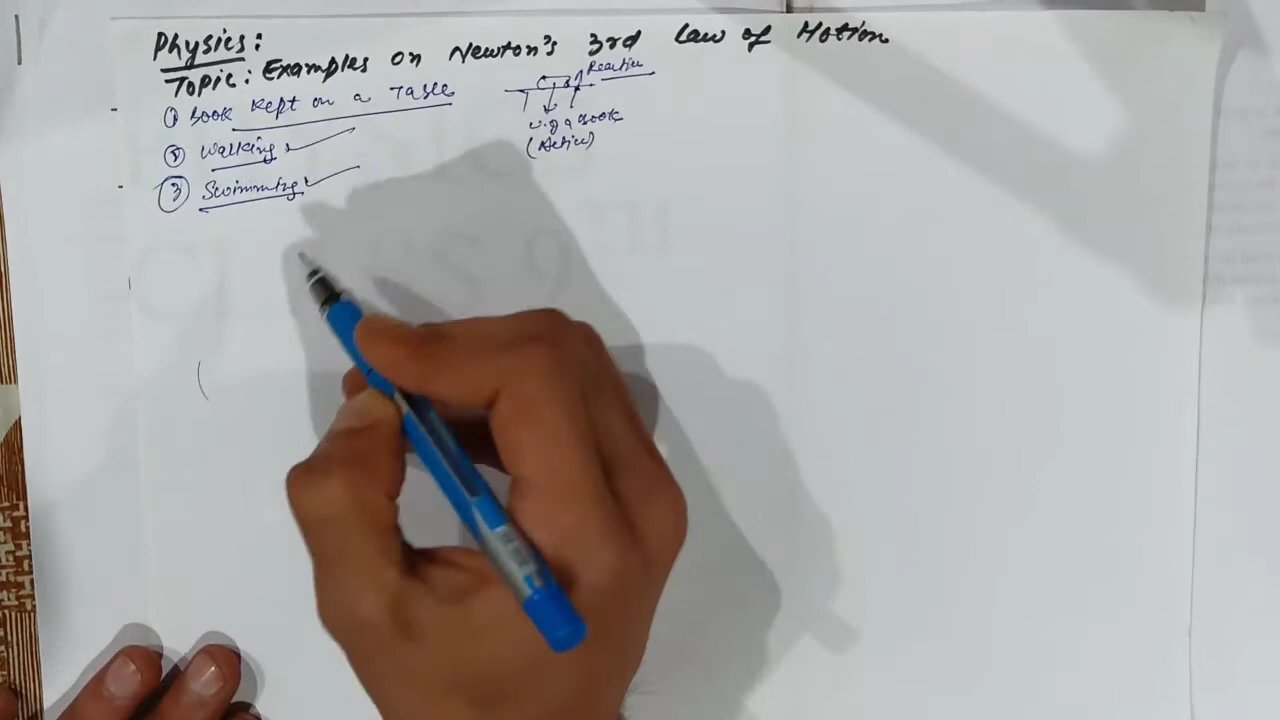 Physics:
Topic: Examples on Newton's 3rd Law of Motion
① Book kept on a Table
② Walking
③ Swimming
Reaction
w.of a Book
(Action)